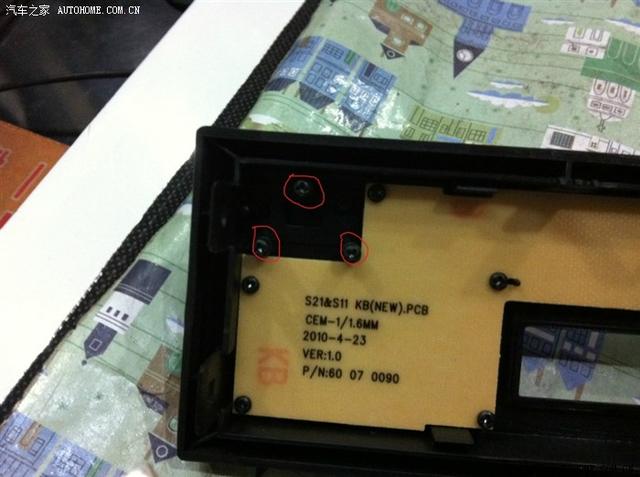 汽车之家 AUTOHOME.COM.CN
S21&S11 KB(NEW).PCB
CEM-1/1.6MM
2010-4-23
VER:1.0
P/N:60 07 0090
KB